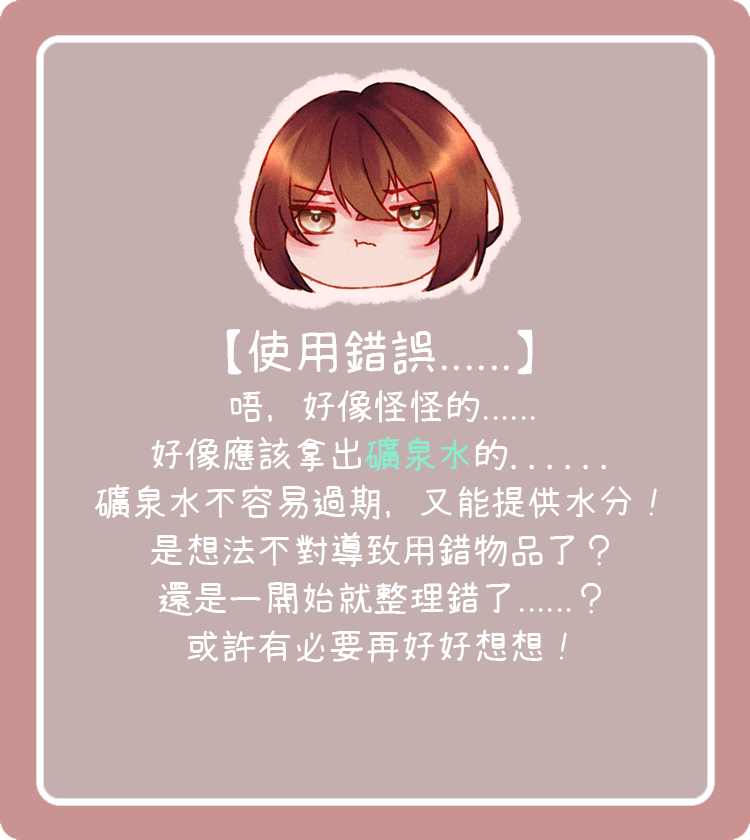 【使用錯誤......】
唔，好像怪怪的......
好像應該拿出礦泉水的......
礦泉水不容易過期，又能提供水分！
是想法不對導致用錯物品了？
還是一開始就整理錯了......？
或許有必要再好好想想！